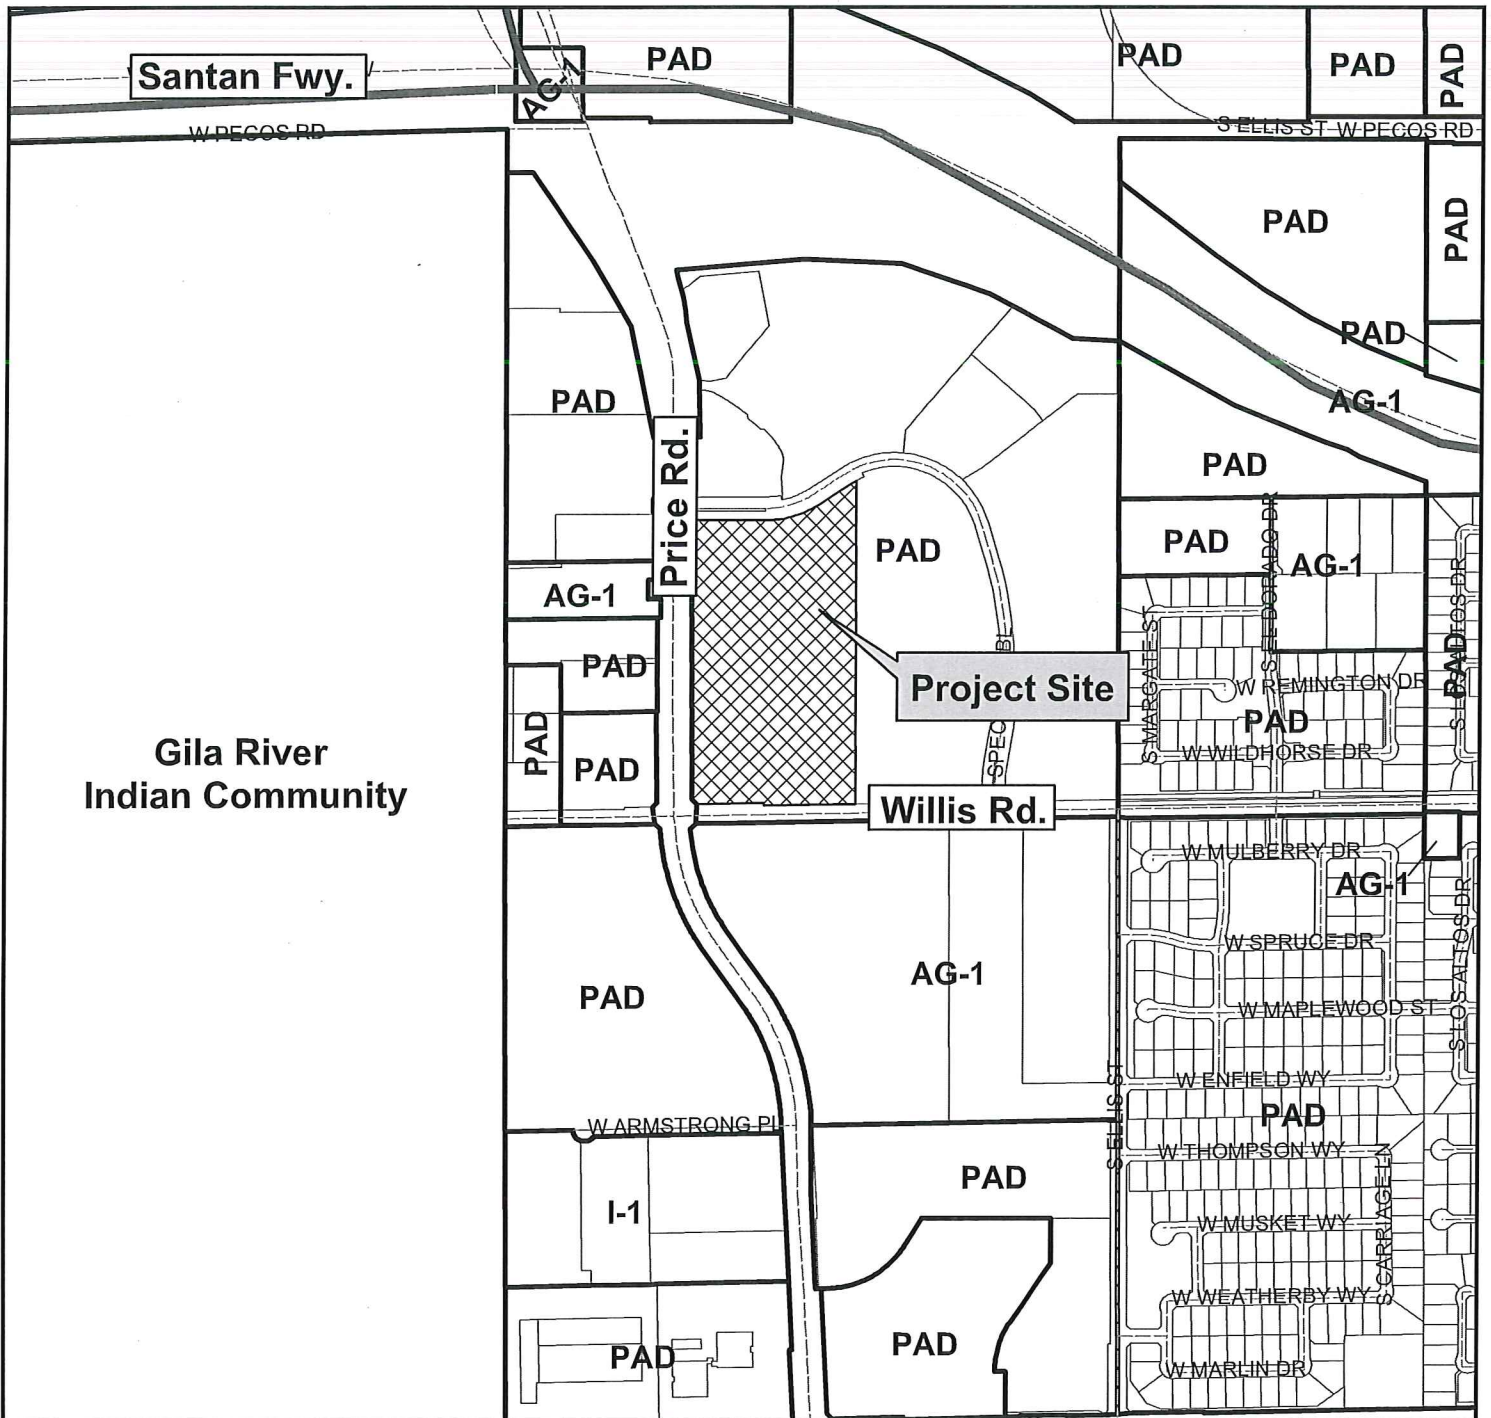 PAD
PAD
PAD
PAD
Santan Fwy.
AG-1
W PECOS RD
S ELLIS ST
W PECOS RD
PAD
PAD
PAD
AG-1
PAD
Price Rd.
PAD
PAD
PAD
AG-1
S ELDORADO DR
AG-1
PAD
PAD
Project Site
S MARGATE ST
W REMINGTON DR
PAD
PAD
W WILDHORSE DR
PAD
PAD
Gila River
Indian Community
Willis Rd.
W MULBERRY DR
AG-1
S LOS ALTOS DR
W SPRUCE DR
AG-1
PAD
W MAPLEWOOD ST
W ENFIELD WY
S ELLIS ST
PAD
W ARMSTRONG PL
W THOMPSON WY
PAD
I-1
W MUSKET WY
S CARRIAGE LN
W WEATHERBY WY
PAD
PAD
W MARLIN DR